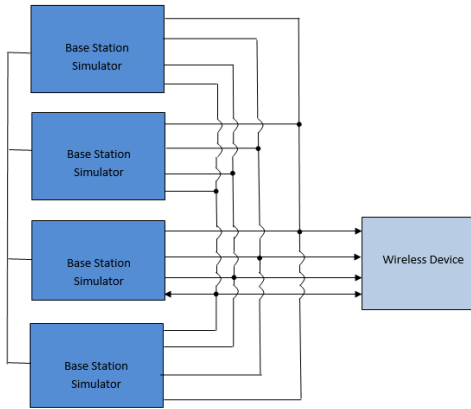 Base Station
Simulator
Base Station
Simulator
Base Station
Simulator
Wireless Device
Base Station
Simulator